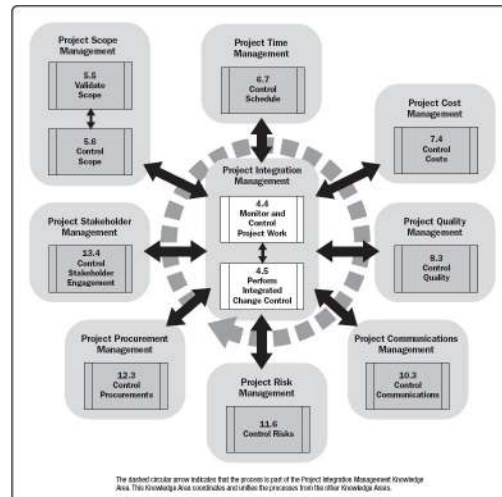 Project Scope
Management
5.5
Validate
Scope
5.6
Control
Scope
Project Time
Management
6.7
Control
Schedule
Project Cost
Management
7.4
Control
Costs
Project Integration
Management
4.4
Monitor and
Control
Project Work
4.5
Perform
Integrated
Change Control
Project Stakeholder
Management
13.4
Control
Stakeholder
Engagement
Project Quality
Management
8.3
Control
Quality
Project Procurement
Management
12.3
Control
Procurements
Project Risk
Management
11.6
Control Risks
Project Communications
Management
10.3
Control
Communications
The dashed circular arrow indicates that the process is part of the Project Integration Management Knowledge
Area. This Knowledge Area coordinates and unifies the processes from the other Knowledge Areas.